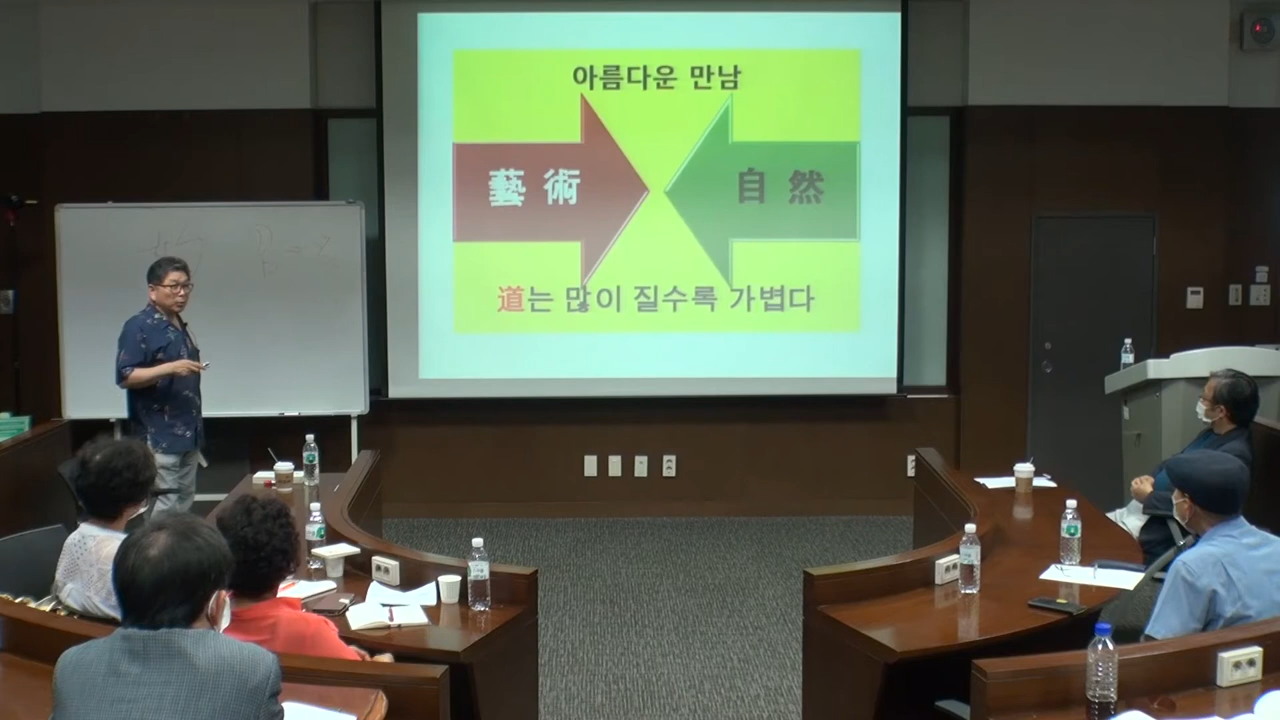 아름다운 만남
藝術
自然
道는 많이 질수록 가볍다